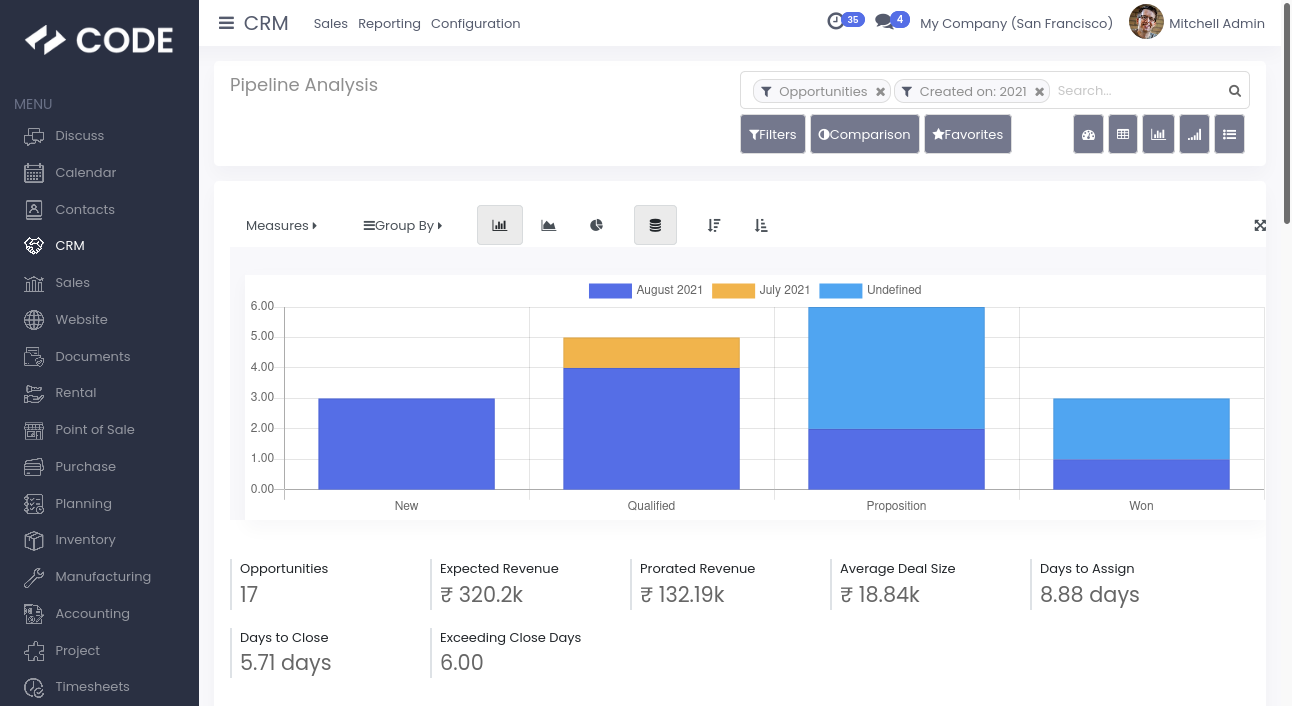 CODE
MENU
Discuss
Calendar
Contacts
CRM
Sales
Website
Documents
Rental
Point of Sale
Purchase
Planning
Inventory
Manufacturing
Accounting
Project
Timesheets
CRM Sales Reporting Configuration 35 4 My Company (San Francisco) Mitchell Admin
Pipeline Analysis
Opportunities Created on: 2021 Search...
Filters Comparison Favorites
Measures Group By
August 2021 July 2021 Undefined
6.00
5.00
4.00
3.00
2.00
1.00
0.00
New Qualified Proposition Won
Opportunities Expected Revenue Prorated Revenue Average Deal Size Days to Assign
17 ₹ 320.2k ₹ 132.19k ₹ 18.84k 8.88 days
Days to Close Exceeding Close Days
5.71 days 6.00